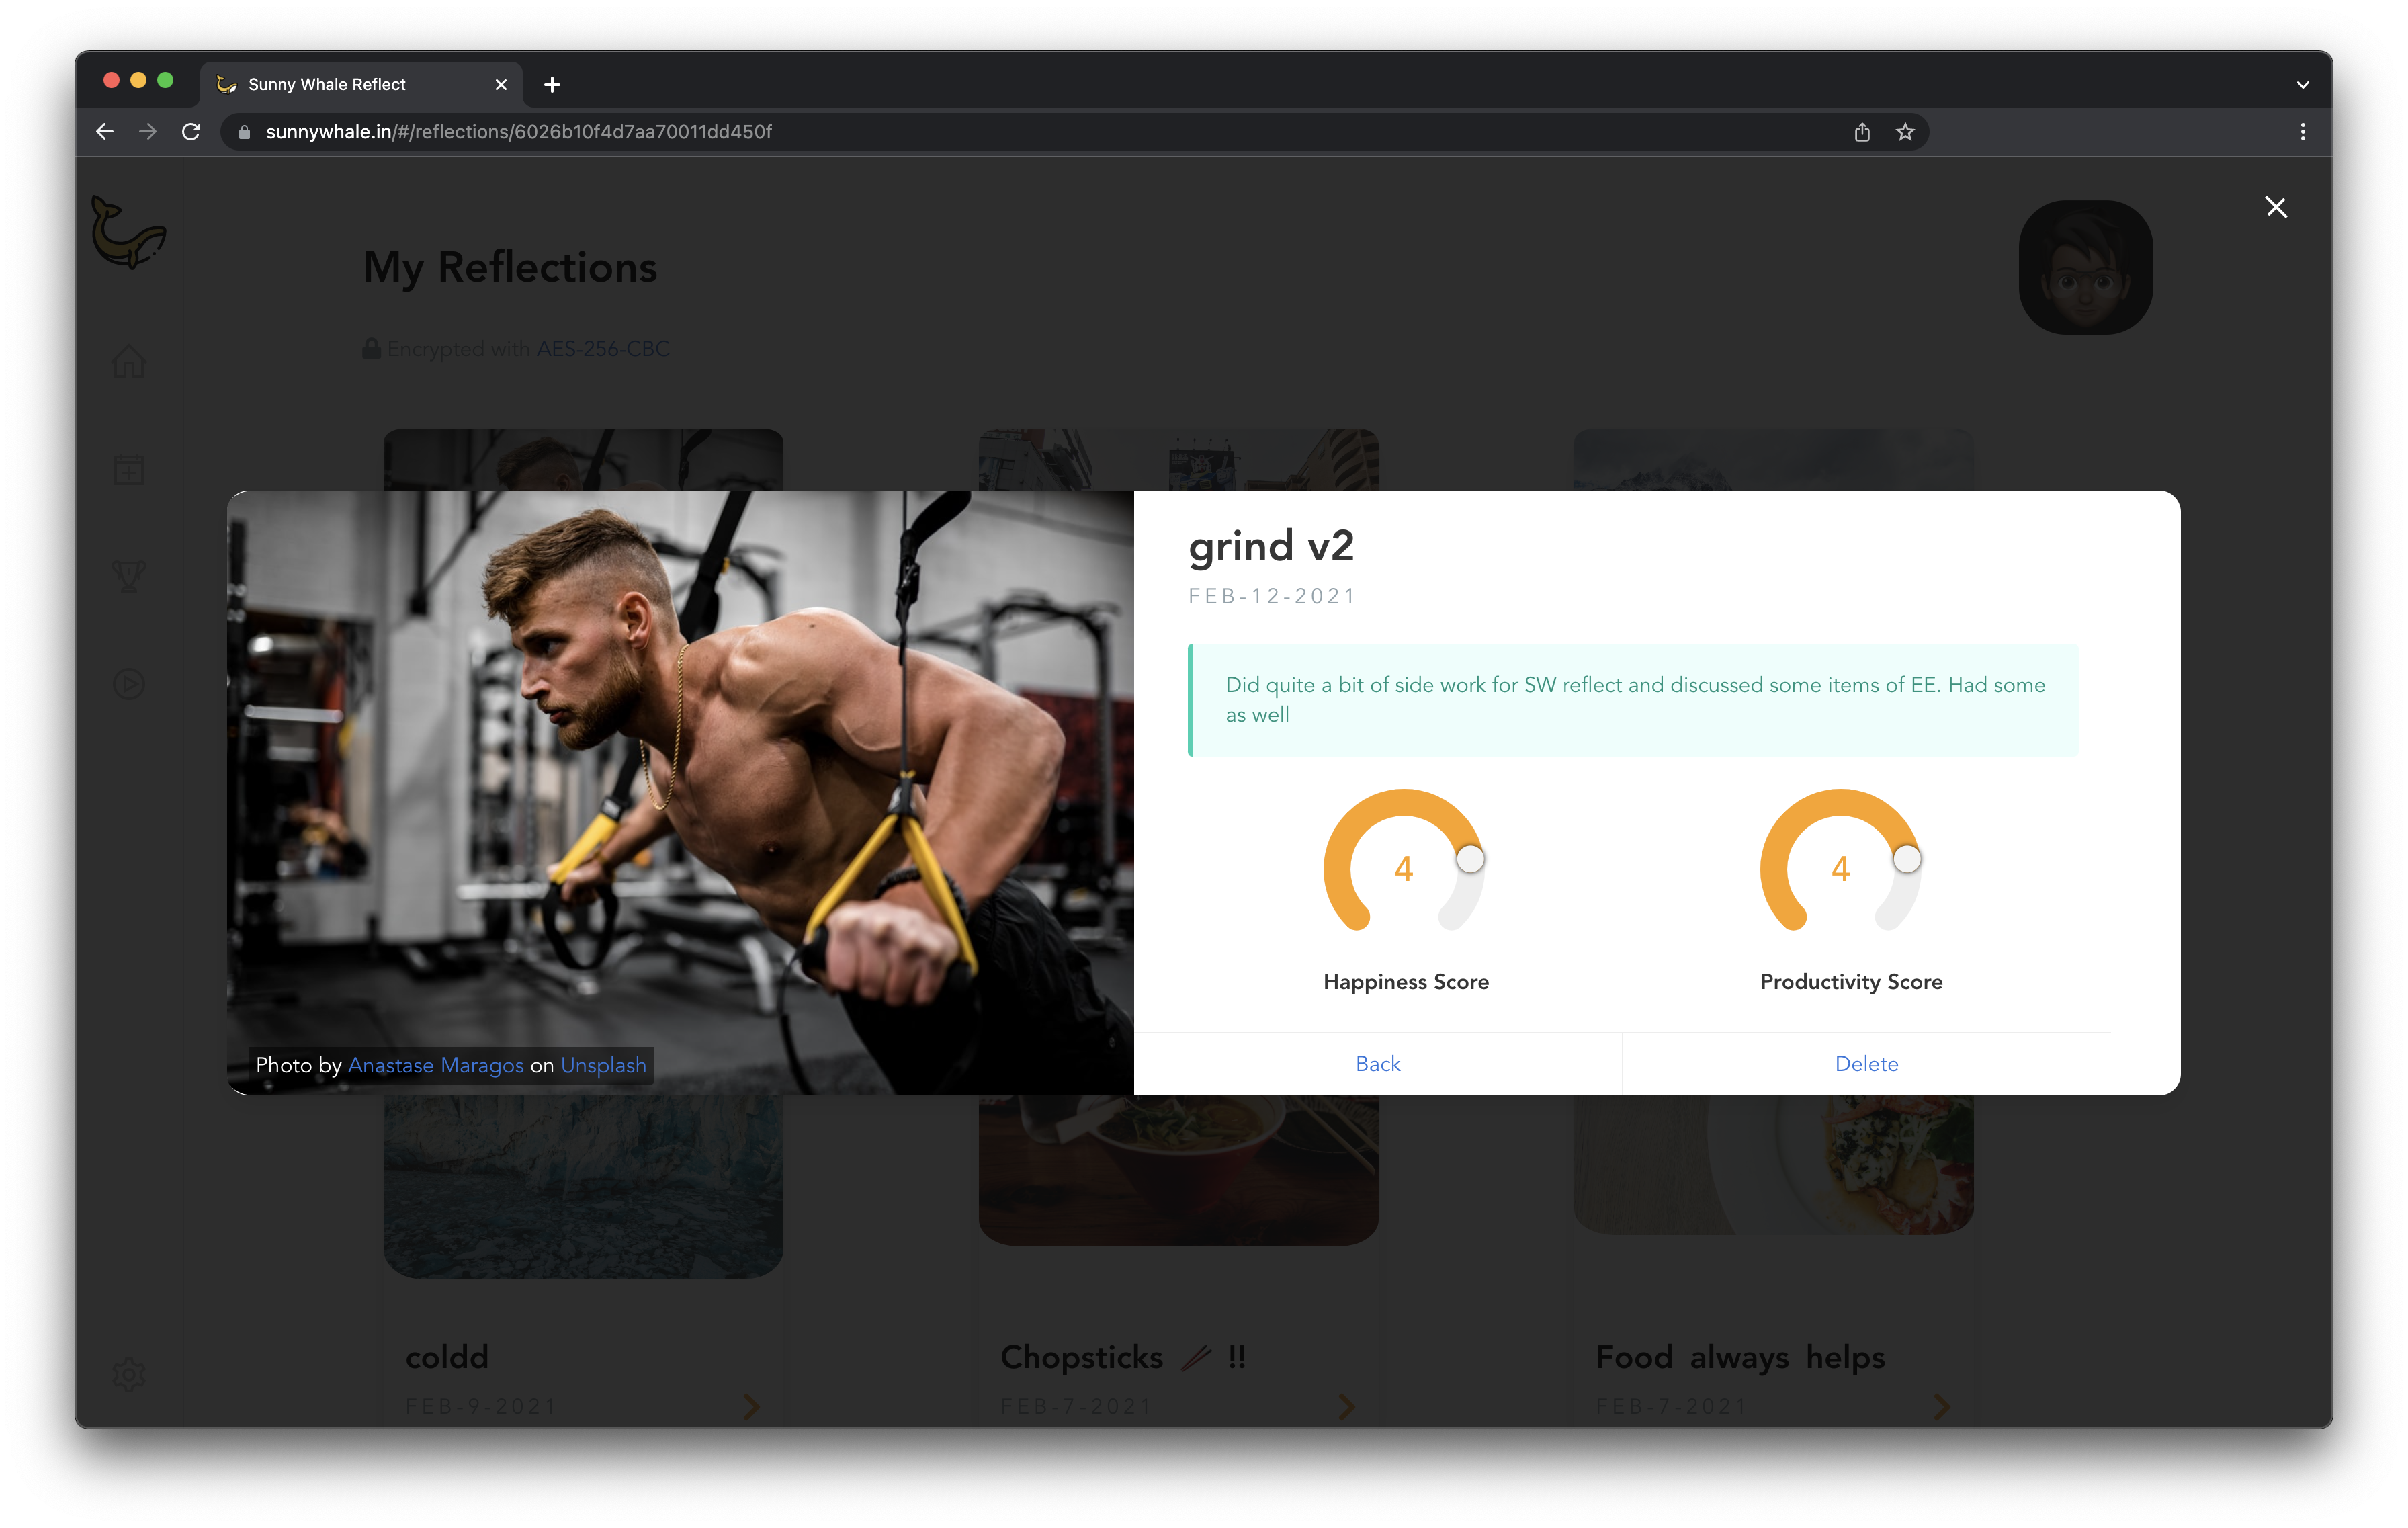 Sunny Whale Reflect
sunnywhale.in/#/reflections/6026b10f4d7aa70011dd450f
My Reflections
Encrypted with AES-256-CBC
grind v2
FEB-12-2021
Did quite a bit of side work for SW reflect and discussed some items of EE. Had some
as well
4
4
Happiness Score
Productivity Score
Photo by Anastase Maragos on Unsplash
Back
Delete
coldd
Chopsticks 🥢 !!
Food always helps
FEB-9-2021
FEB-7-2021
FEB-7-2021